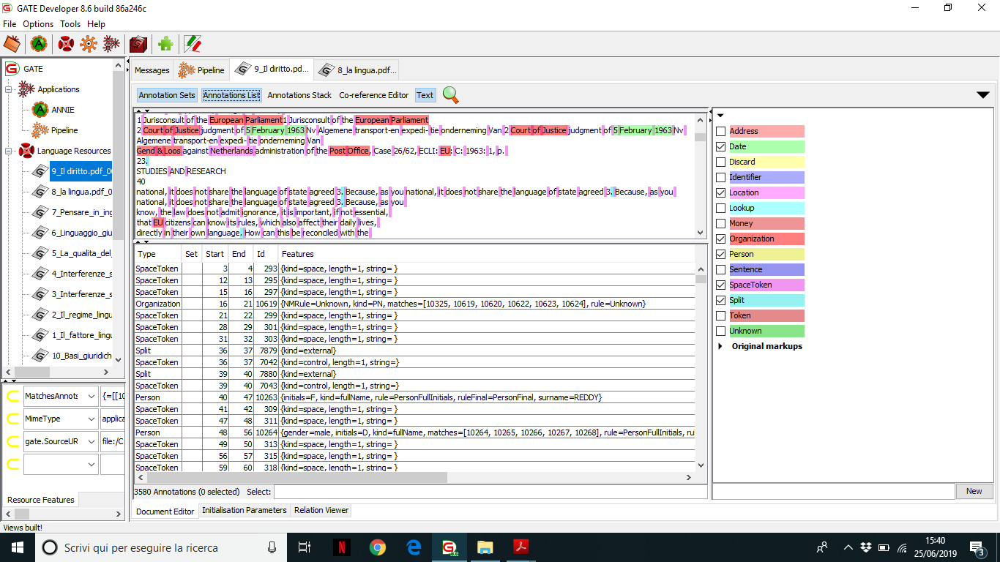 GATE Developer 8.6 build 86a246c
File Options Tools Help
GATE
Applications
ANNIE
Pipeline
Language Resources
9_Il diritto.pdf_0
8_la lingua.pdf_0
7_Pensare_in_ing
6_Linguaggio_giu
5_La_qualita_del_
4_Interferenze_s
3_Interferenze_s
2_Il_regime_lingu
1_Il_fattore_lingu
10_Basi_giuridich
MatchesAnnots {=[[10
MimeType applica
gate.SourceUR file:/C:
Resource Features
Views built!
Messages Pipeline 9_Il diritto.pd... 8_la lingua.pdf...
Annotation Sets Annotations List Annotations Stack Co-reference Editor Text
1 Jurisconsult of the European Parliament1 Jurisconsult of the European Parliament
2 Court of Justice judgment of 5 February 1963 Nv Algemene transport-en expedi- tie onderneming Van 2 Court of Justice judgment of 5 February 1963 Nv
Algemene transport-en expedi- tie onderneming Van
Gend & Loos against Netherlands administration of the Post Office, Case 26/62, ECLI: EU: C: 1963: 1, p.
23.
STUDIES AND RESEARCH
40
national, it does not share the language of state agreed 3. Because, as you national, it does not share the language of state agreed 3. Because, as you
national, it does not share the language of state agreed 3. Because, as you
know, the law does not admit ignorance, it is important, if not essential,
that EU citizens can know its rules, which also affect their daily lives,
directly in their own language. How can this be reconciled with the
Type Set Start End Id Features
SpaceToken 3 4 293 {kind=space, length=1, string= }
SpaceToken 12 13 295 {kind=space, length=1, string= }
SpaceToken 15 16 297 {kind=space, length=1, string= }
Organization 16 21 10619 {NMRule=Unknown, kind=PN, matches=[10325, 10619, 10620, 10622, 10623, 10624], rule=Unknown}
SpaceToken 21 22 299 {kind=space, length=1, string= }
SpaceToken 28 29 301 {kind=space, length=1, string= }
SpaceToken 31 32 303 {kind=space, length=1, string= }
Split 36 37 7879 {kind=external}
SpaceToken 36 37 7042 {kind=control, length=1, string=}
Split 39 40 7880 {kind=external}
SpaceToken 39 40 7043 {kind=control, length=1, string=}
Person 40 47 10263 {initials=F, kind=fullName, rule=PersonFullInitials, ruleFinal=PersonFinal, surname=REDDY}
SpaceToken 41 42 309 {kind=space, length=1, string= }
SpaceToken 47 48 311 {kind=space, length=1, string= }
Person 48 56 10264 {gender=male, initials=D, kind=fullName, matches=[10264, 10265, 10266, 10267, 10268], rule=PersonFullInitials, ru
SpaceToken 49 50 313 {kind=space, length=1, string= }
SpaceToken 56 57 315 {kind=space, length=1, string= }
SpaceToken 59 60 318 {kind=space, length=1, string= }
3580 Annotations (0 selected) Select:
Document Editor Initialisation Parameters Relation Viewer
Address
Date
Discard
Identifier
Location
Lookup
Money
Organization
Person
Sentence
SpaceToken
Split
Token
Unknown
Original markups
New
Scrivi qui per eseguire la ricerca
15:40
25/06/2019
3